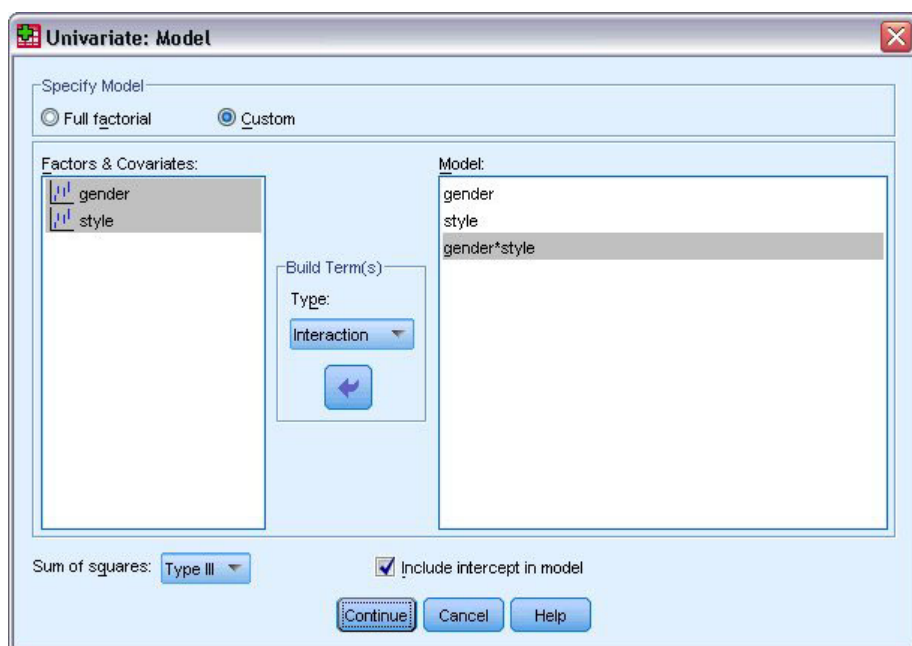 Univariate: Model
Specify Model
Full factorial
Custom
Factors & Covariates:
gender
style
Build Term(s)
Type:
Interaction
Model:
gender
style
gender*style
Sum of squares: Type III
Include intercept in model
Continue Cancel Help